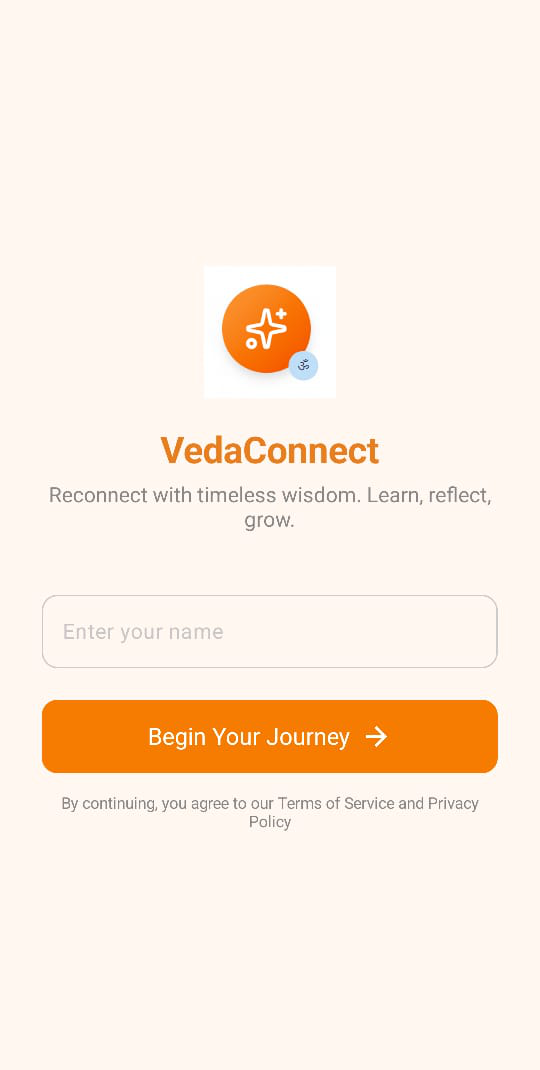 ॐ
VedaConnect
Reconnect with timeless wisdom. Learn, reflect,
grow.
Enter your name
Begin Your Journey →
By continuing, you agree to our Terms of Service and Privacy
Policy